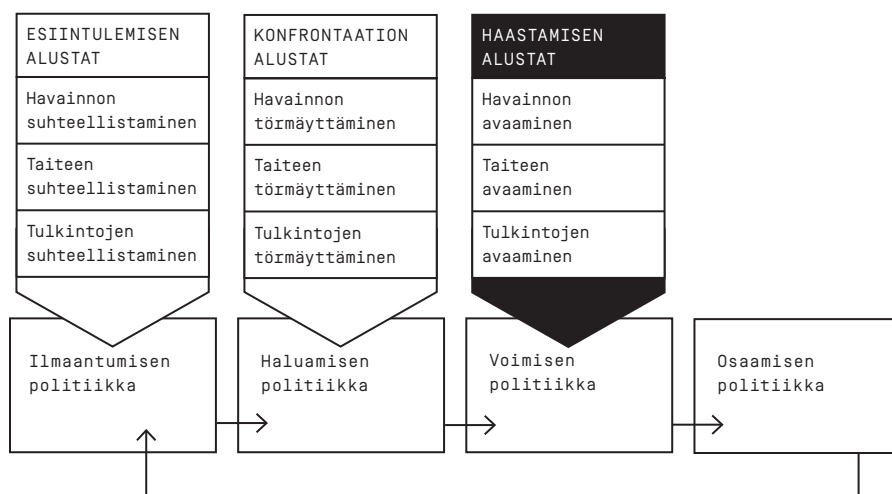 ESIINTULEMISEN
ALUSTAT
Havainnon
suhteellistaminen
Taiteen
suhteellistaminen
Tulkintojen
suhteellistaminen
KONFRONTAATION
ALUSTAT
Havainnon
törmäyttäminen
Taiteen
törmäyttäminen
Tulkintojen
törmäyttäminen
HAASTAMISEN
ALUSTAT
Havainnon
avaaminen
Taiteen
avaaminen
Tulkintojen
avaaminen
Ilmaantumisen
politiikka
Haluamisen
politiikka
Voimisen
politiikka
Osaamisen
politiikka